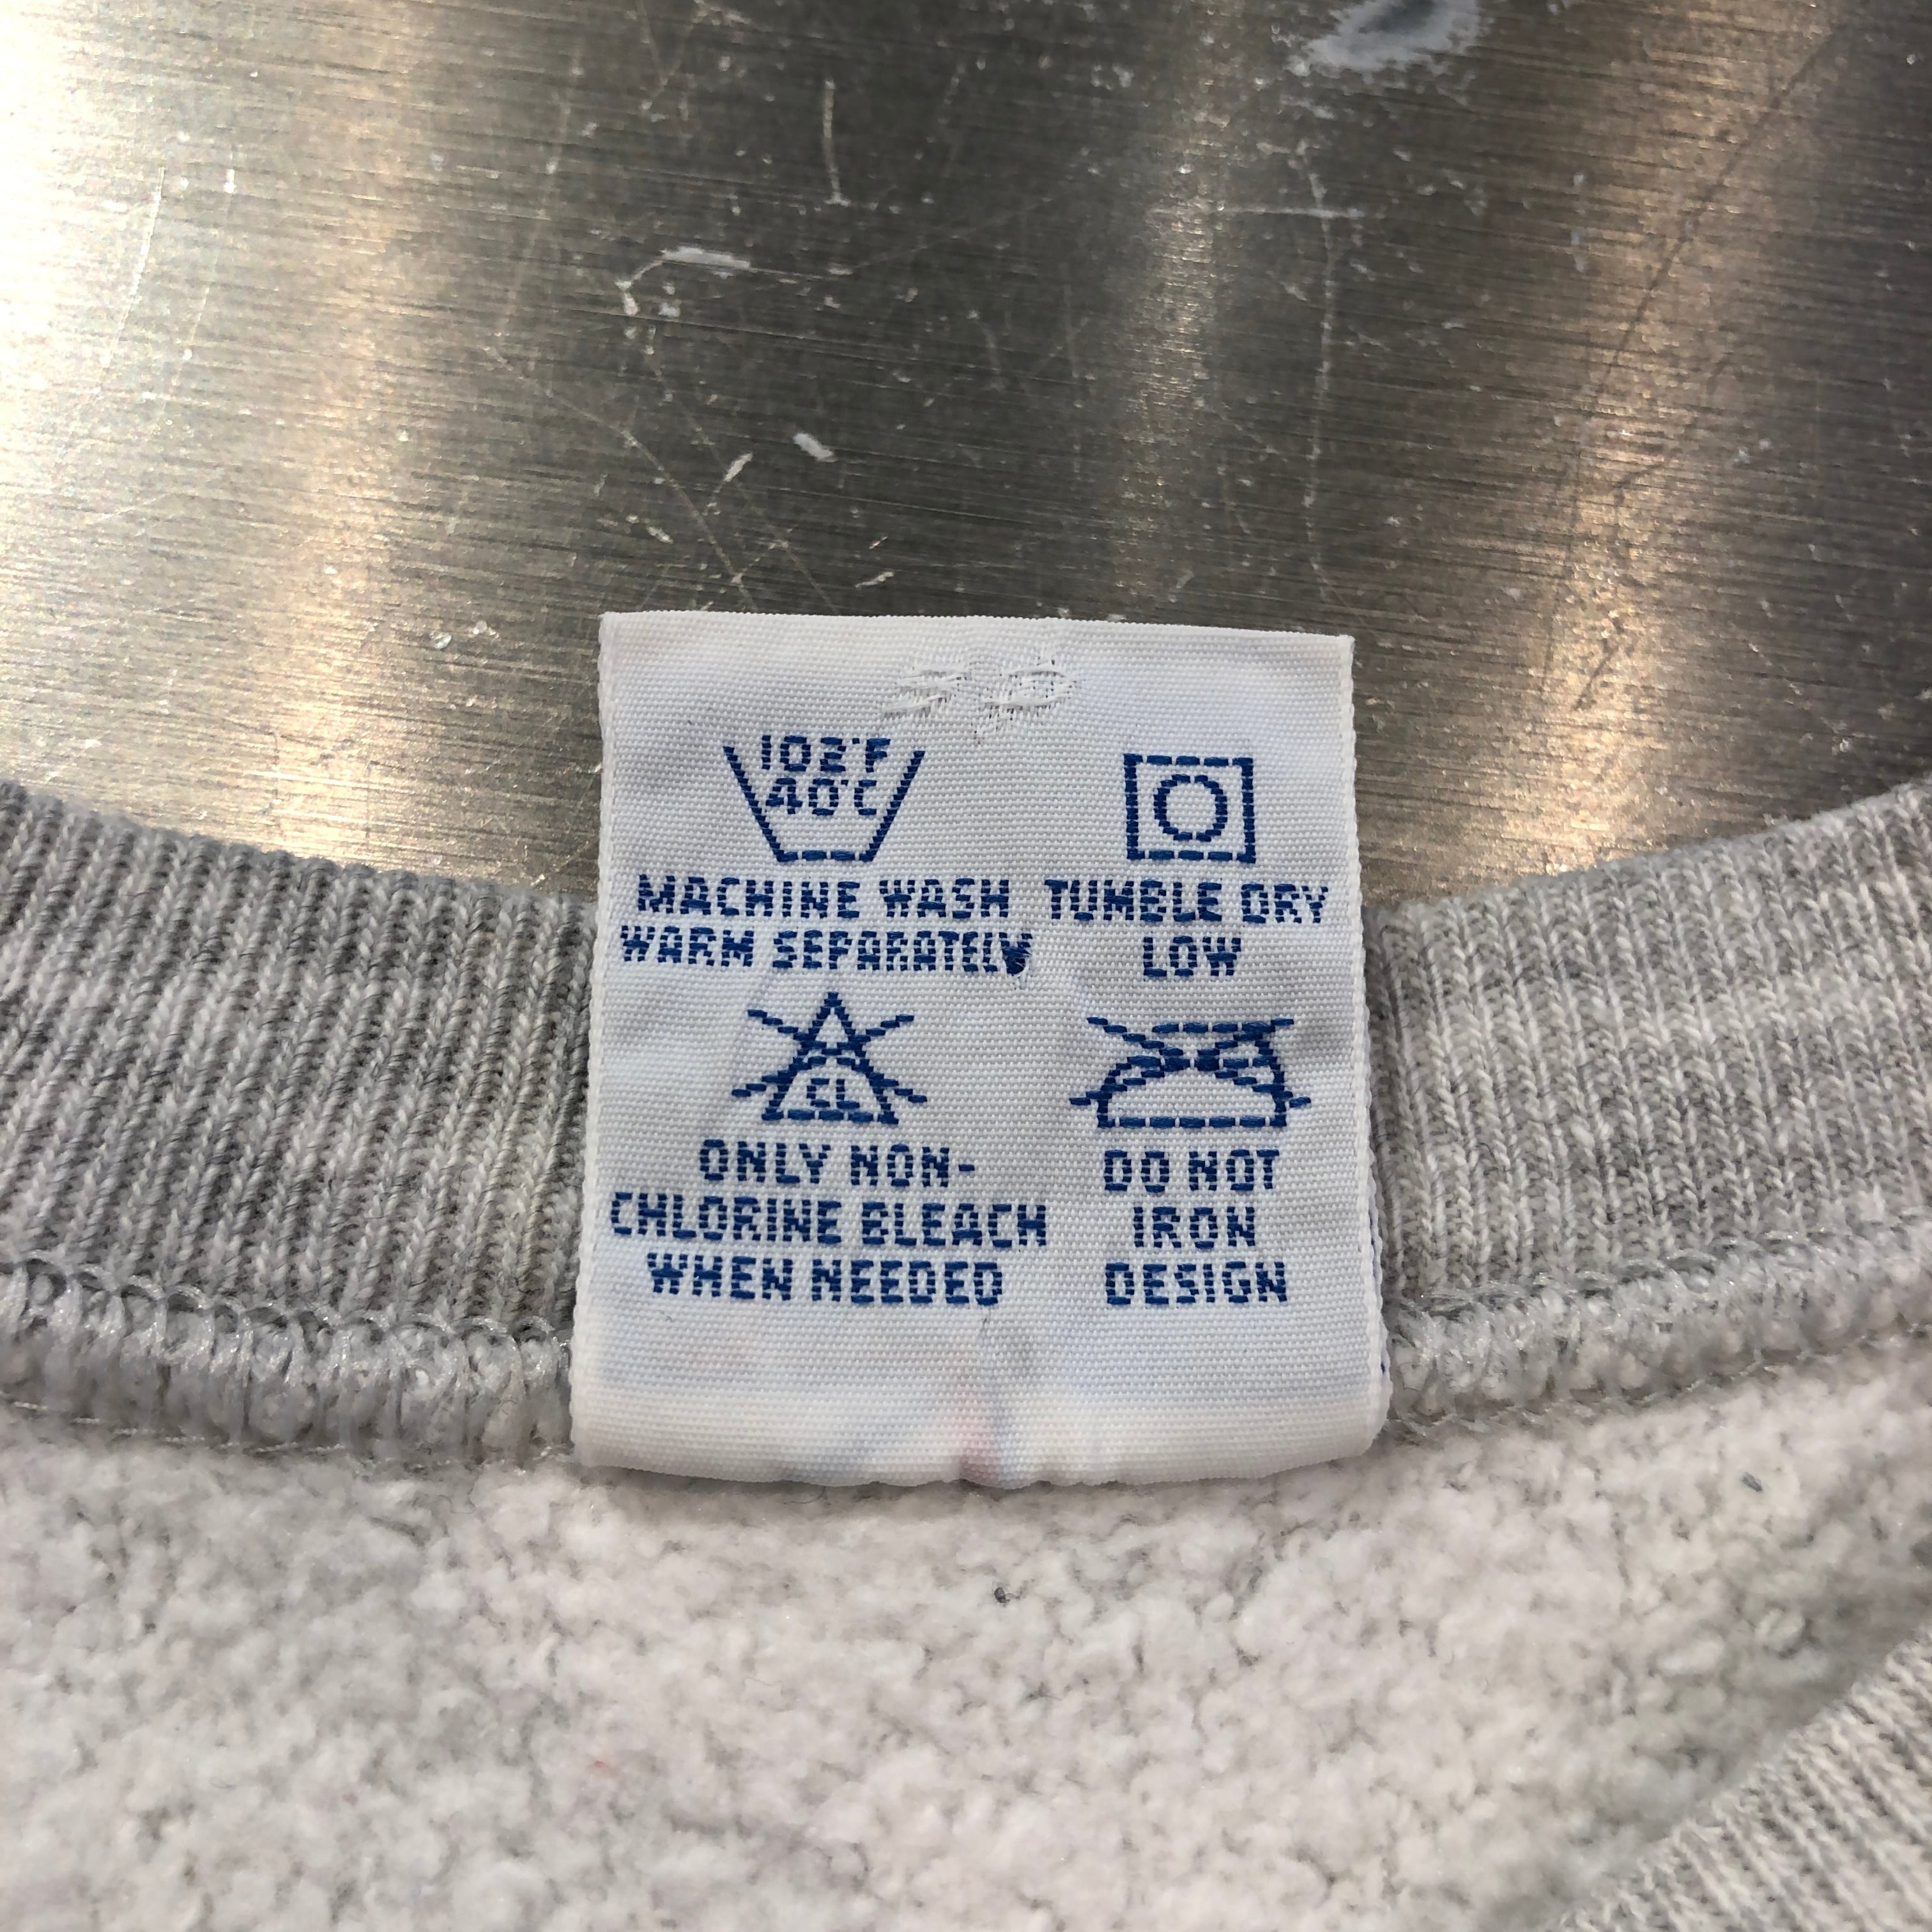 102°F
40°C
MACHINE WASH
WARM SEPARATELY
TUMBLE DRY
LOW
CL
ONLY NON-
CHLORINE BLEACH
WHEN NEEDED
DO NOT
IRON
DESIGN